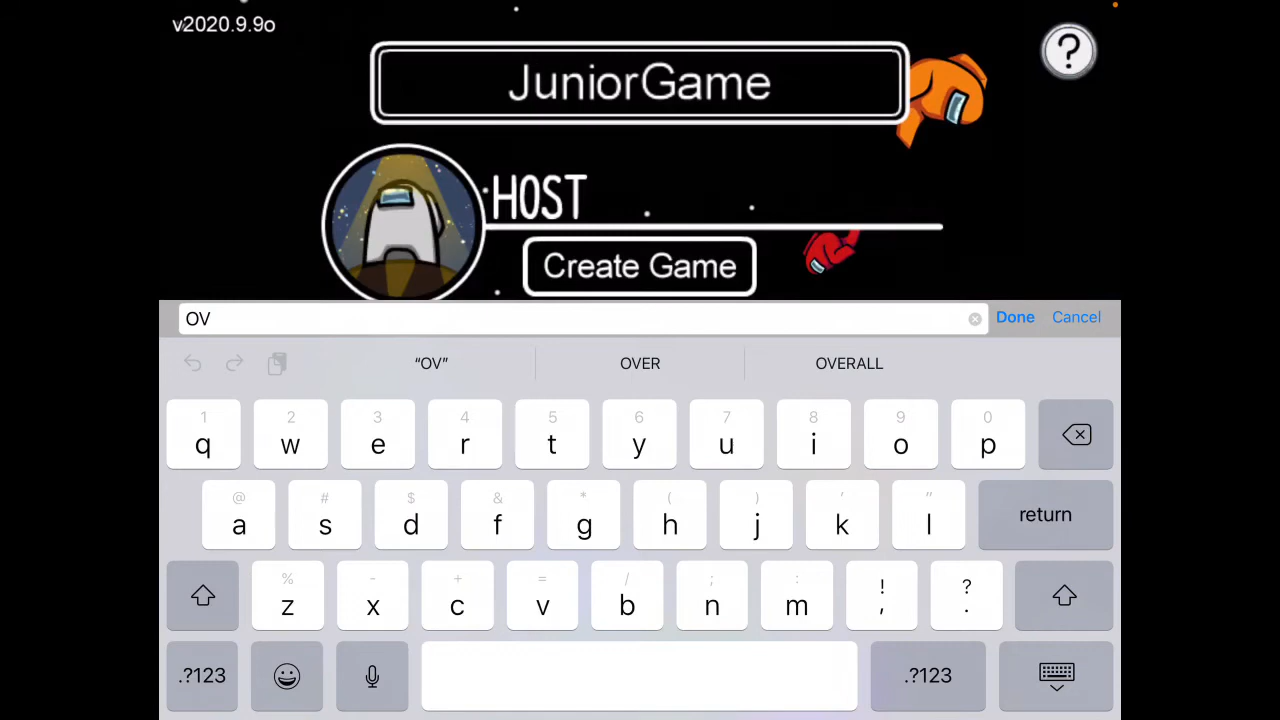 v2020.9.9o
?
JuniorGame
HOST
Create Game
OV Done Cancel
“OV” OVER OVERALL
1 2 3 4 5 6 7 8 9 0
q w e r t y u i o p
@ # $ & * ( ) ' "
a s d f g h j k l return
% - + = / ; : ! ?
z x c v b n m , .
.?123 .?123